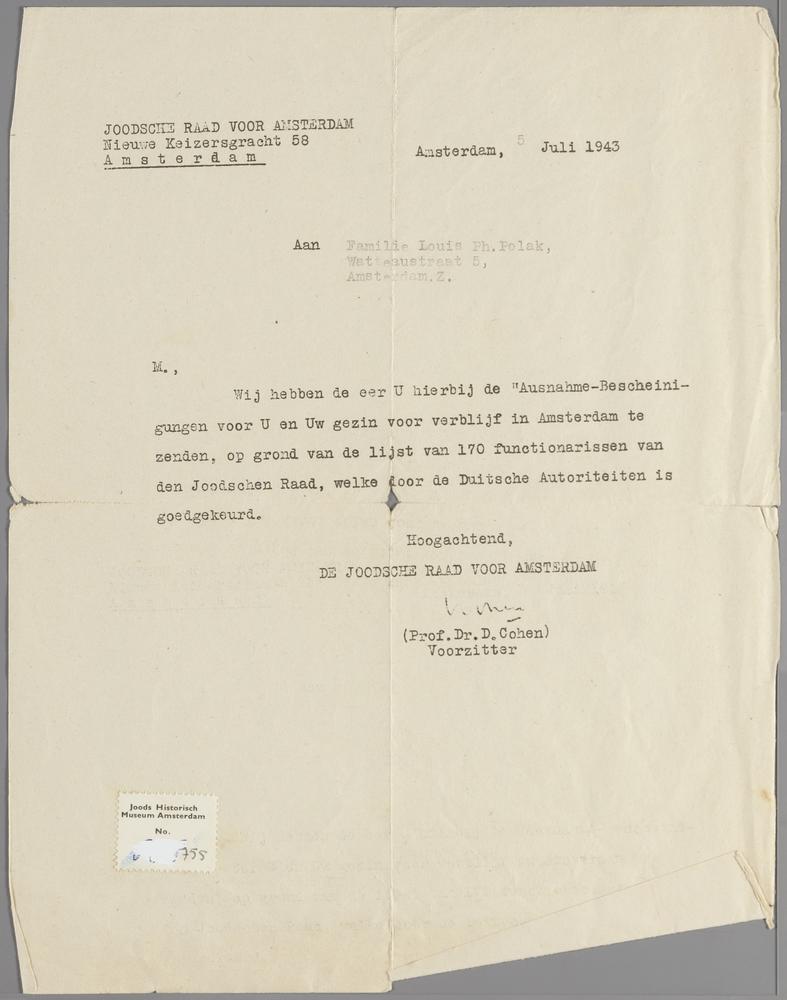 JOODSCHE RAAD VOOR AMSTERDAM
Nieuwe Keizersgracht 58
A m s t e r d a m
Amsterdam, 5 Juli 1943
Aan Familie Louis Ph.Polak,
Watteaustraat 5,
Amsterdam.Z.
M.,
Wij hebben de eer U hierbij de "Ausnahme-Bescheini-
gungen voor U en Uw gezin voor verblijf in Amsterdam te
zenden, op grond van de lijst van 170 functionarissen van
den Joodschen Raad, welke door de Duitsche Autoriteiten is
goedgekeurd.
Hoogachtend,
DE JOODSCHE RAAD VOOR AMSTERDAM
(Prof.Dr.D.Cohen)
Voorzitter
Joods Historisch
Museum Amsterdam
No.